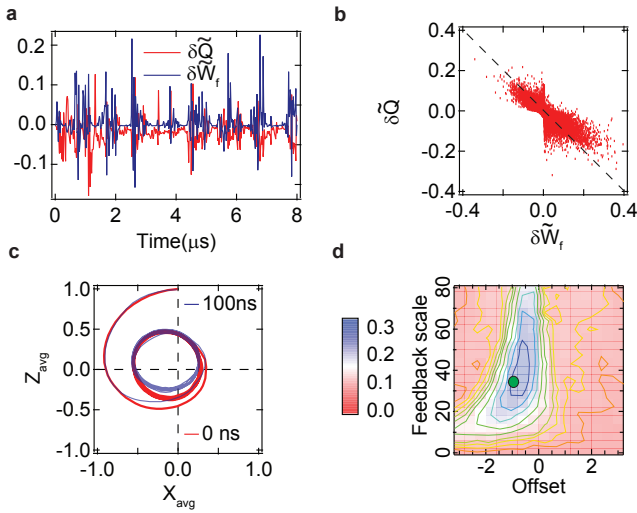 a
0.2
0.1
0.0
-0.1
δQ̃
δW̃f
0 2 4 6 8
Time(μs)
b
0.4
0.2
0.0
-0.2
-0.4
δQ̃
-0.4 0.0 0.4
δW̃f
c
1.0
0.5
0.0
-0.5
-1.0
Zavg
100ns
0 ns
-1.0 0.0 1.0
Xavg
d
0.3
0.2
0.1
0.0
80
60
40
20
0
Feedback scale
-2 0 2
Offset